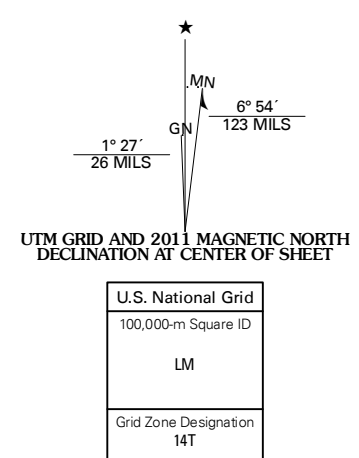 ★
MN
GN
6° 54´
123 MILS
1° 27´
26 MILS
UTM GRID AND 2011 MAGNETIC NORTH
DECLINATION AT CENTER OF SHEET
U.S. National Grid
100,000-m Square ID
LM
Grid Zone Designation
14T